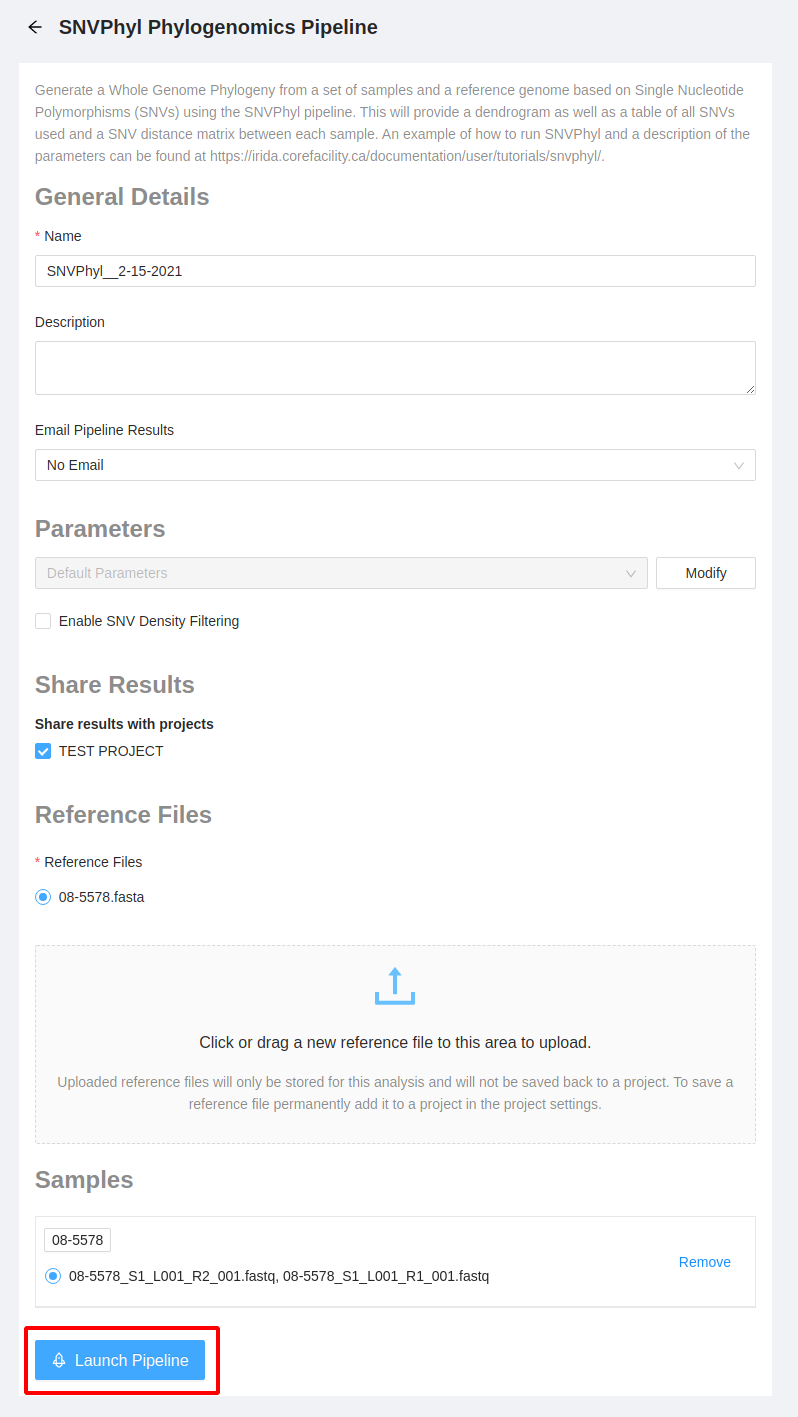 SNVPhyl Phylogenomics Pipeline
Generate a Whole Genome Phylogeny from a set of samples and a reference genome based on Single Nucleotide
Polymorphisms (SNVs) using the SNVPhyl pipeline. This will provide a dendrogram as well as a table of all SNVs
used and a SNV distance matrix between each sample. An example of how to run SNVPhyl and a description of the
parameters can be found at https://irida.corefacility.ca/documentation/user/tutorials/snvphyl/.
General Details
* Name
SNVPhyl__2-15-2021
Description
Email Pipeline Results
No Email
Parameters
Default Parameters
Modify
Enable SNV Density Filtering
Share Results
Share results with projects
TEST PROJECT
Reference Files
* Reference Files
08-5578.fasta
Click or drag a new reference file to this area to upload.
Uploaded reference files will only be stored for this analysis and will not be saved back to a project. To save a
reference file permanently add it to a project in the project settings.
Samples
08-5578
Remove
08-5578_S1_L001_R2_001.fastq, 08-5578_S1_L001_R1_001.fastq
Launch Pipeline